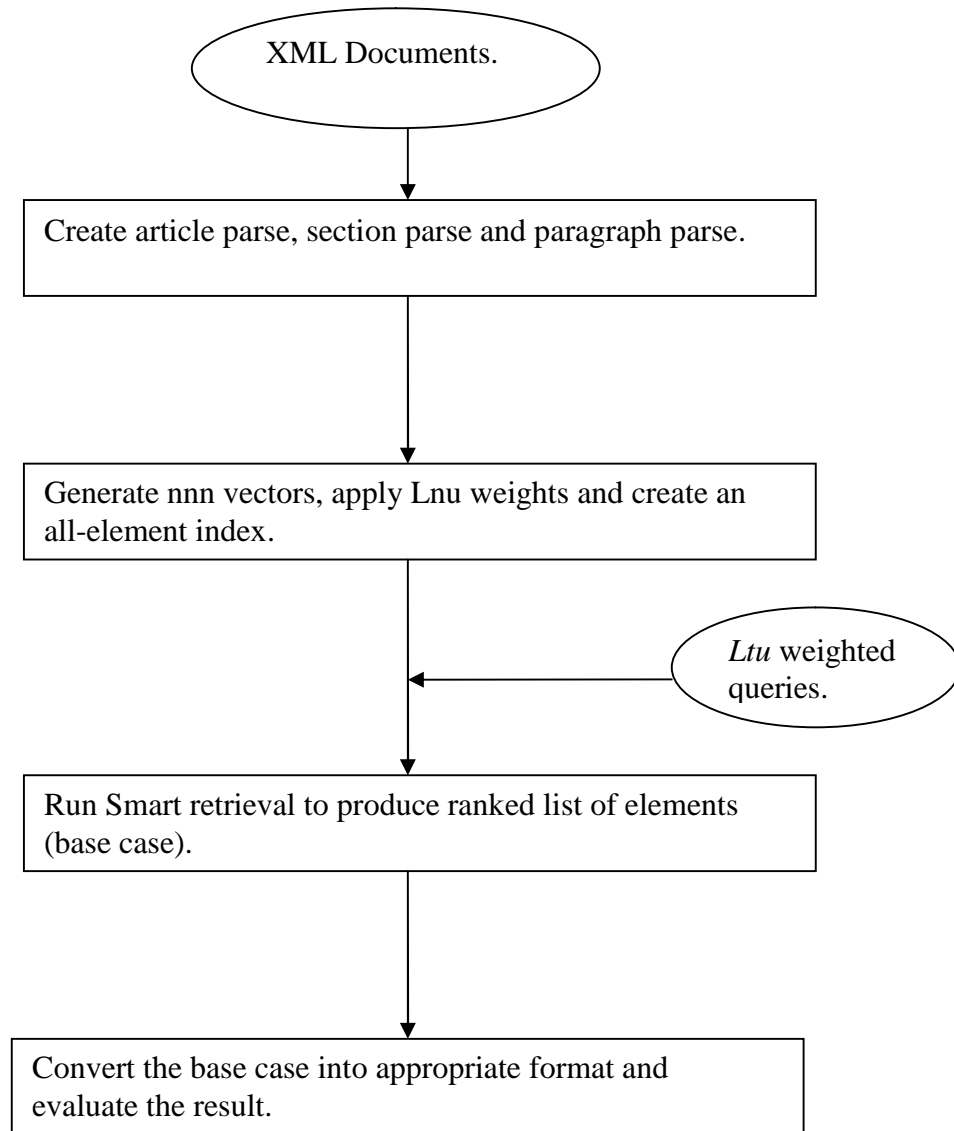 XML Documents.
Create article parse, section parse and paragraph parse.
Generate nnn vectors, apply Lnu weights and create an
all-element index.
Ltu weighted
queries.
Run Smart retrieval to produce ranked list of elements
(base case).
Convert the base case into appropriate format and
evaluate the result.